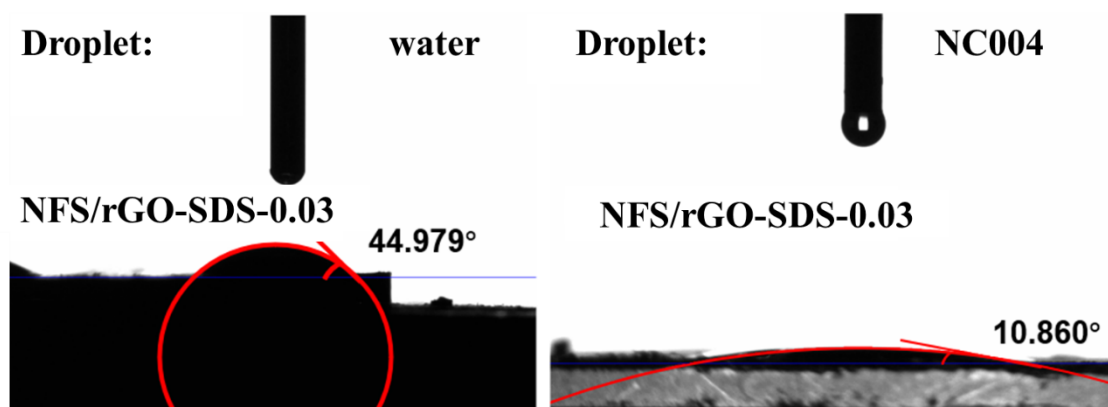 Droplet: water
NFS/rGO-SDS-0.03
44.979°
Droplet: NC004
NFS/rGO-SDS-0.03
10.860°